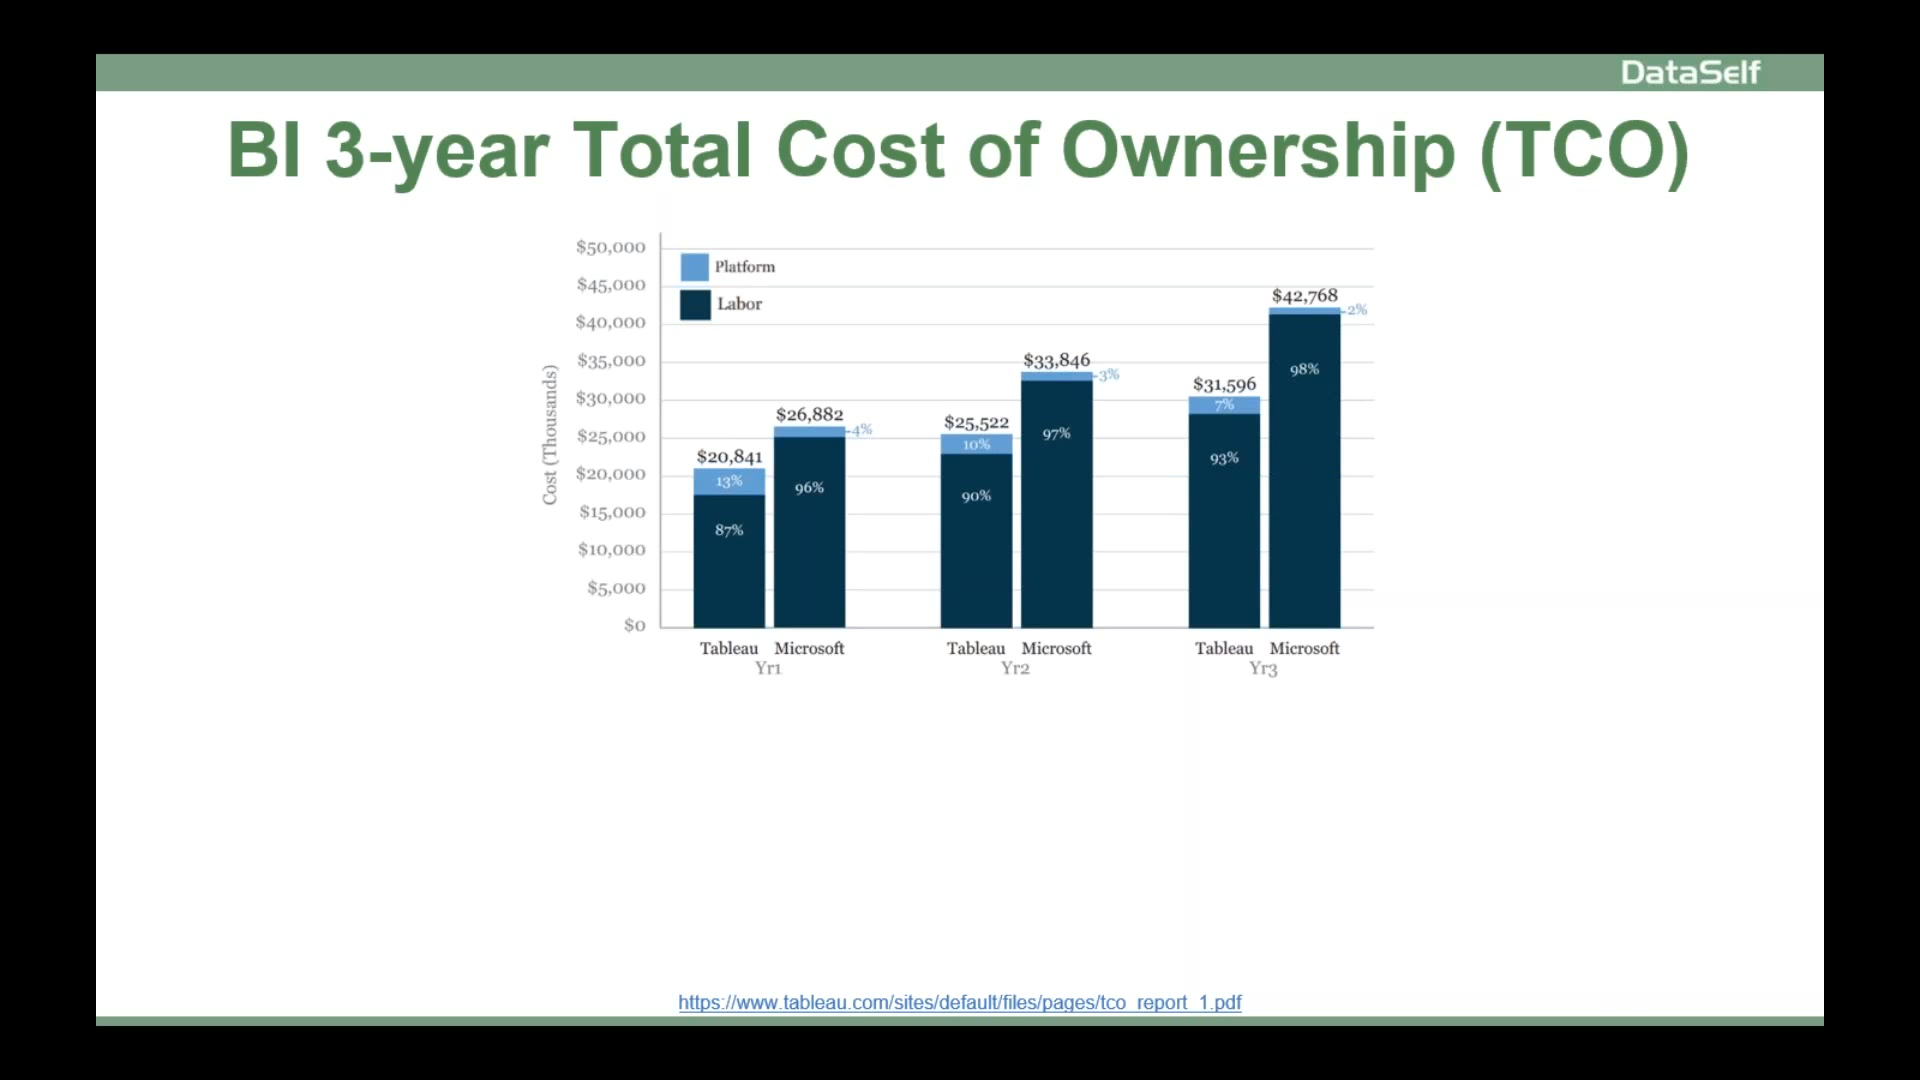 DataSelf
BI 3-year Total Cost of Ownership (TCO)
$50,000
$45,000
$40,000
$35,000
$30,000
$25,000
$20,000
$15,000
$10,000
$5,000
$0
Cost (Thousands)
Platform
Labor
$20,841
13%
87%
$26,882
4%
96%
$25,522
10%
90%
$33,846
3%
97%
$31,596
7%
93%
$42,768
2%
98%
Tableau Microsoft
Yr1
Tableau Microsoft
Yr2
Tableau Microsoft
Yr3
https://www.tableau.com/sites/default/files/pages/tco_report_1.pdf